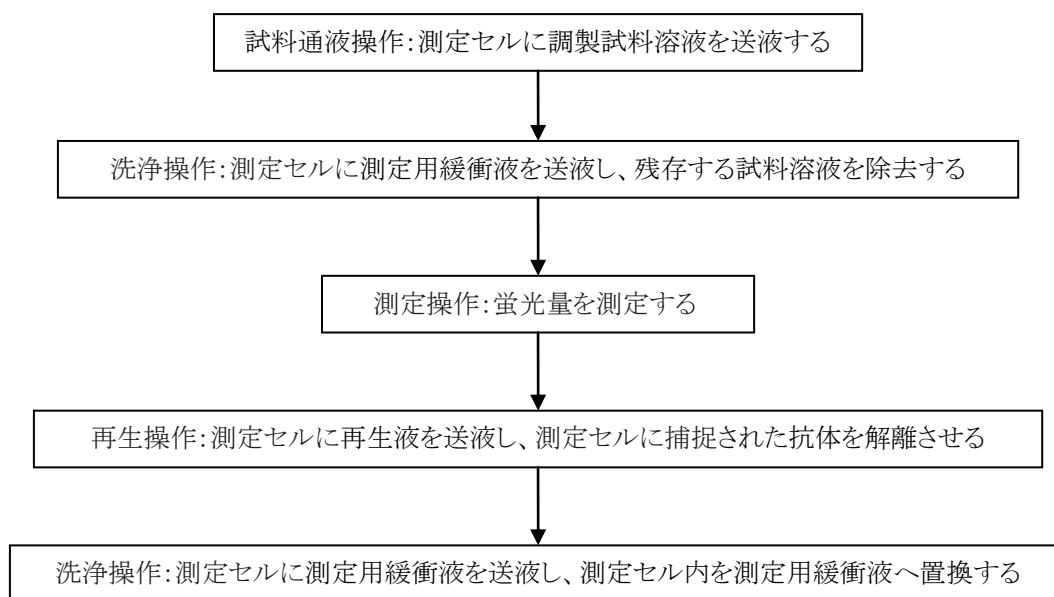 試料通液操作：測定セルに調製試料溶液を送液する
洗浄操作：測定セルに測定用緩衝液を送液し、残存する試料溶液を除去する
測定操作：蛍光量を測定する
再生操作：測定セルに再生液を送液し、測定セルに捕捉された抗体を解離させる
洗浄操作：測定セルに測定用緩衝液を送液し、測定セル内を測定用緩衝液へ置換する